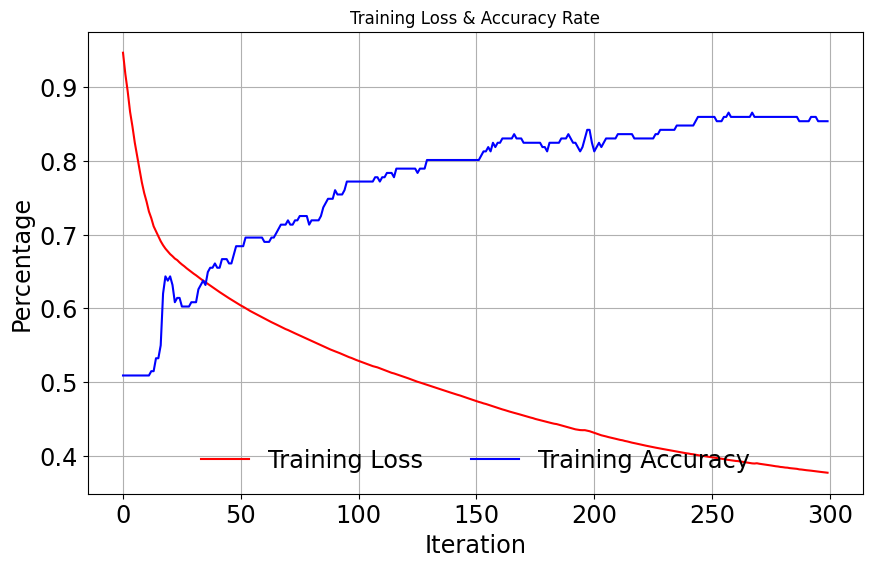 Training Loss & Accuracy Rate
Percentage
0.9
0.8
0.7
0.6
0.5
0.4
Training Loss
Training Accuracy
0
50
100
150
200
250
300
Iteration